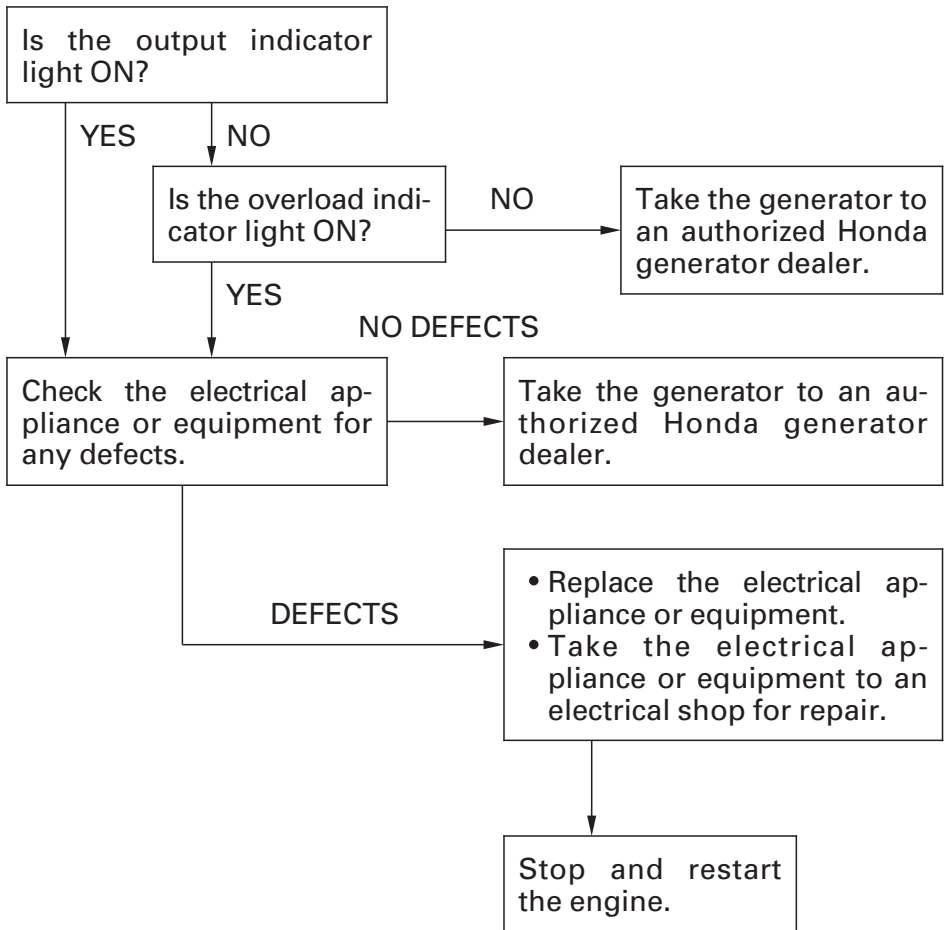 Is the output indicator
light ON?
YES
NO
Is the overload indi-
cator light ON?
NO
Take the generator to
an authorized Honda
generator dealer.
YES
NO DEFECTS
Check the electrical ap-
pliance or equipment for
any defects.
Take the generator to an au-
thorized Honda generator
dealer.
DEFECTS
• Replace the electrical ap-
pliance or equipment.
• Take the electrical ap-
pliance or equipment to an
electrical shop for repair.
Stop and restart
the engine.